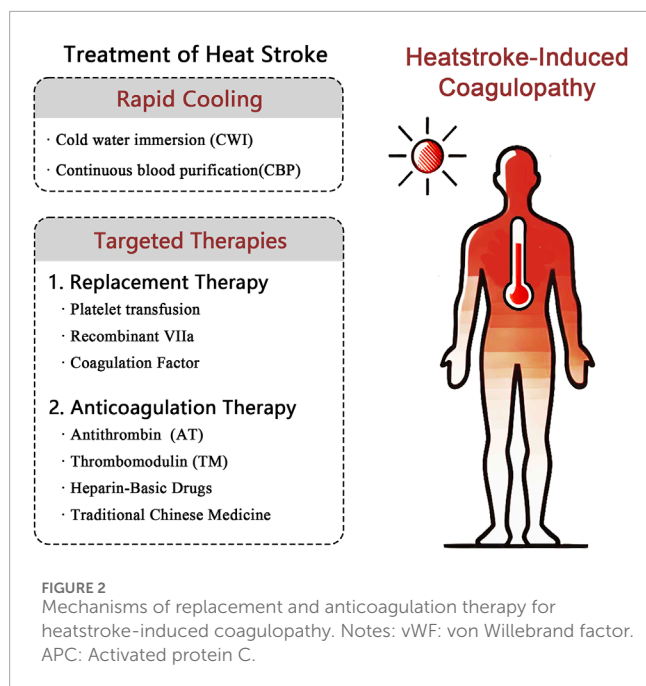 Treatment of Heat Stroke
Rapid Cooling
· Cold water immersion (CWI)
· Continuous blood purification(CBP)
Targeted Therapies
1. Replacement Therapy
· Platelet transfusion
· Recombinant VIIa
· Coagulation Factor
2. Anticoagulation Therapy
· Antithrombin (AT)
· Thrombomodulin (TM)
· Heparin-Basic Drugs
· Traditional Chinese Medicine
Heatstroke-Induced
Coagulopathy
FIGURE 2
Mechanisms of replacement and anticoagulation therapy for
heatstroke-induced coagulopathy. Notes: vWF: von Willebrand factor.
APC: Activated protein C.